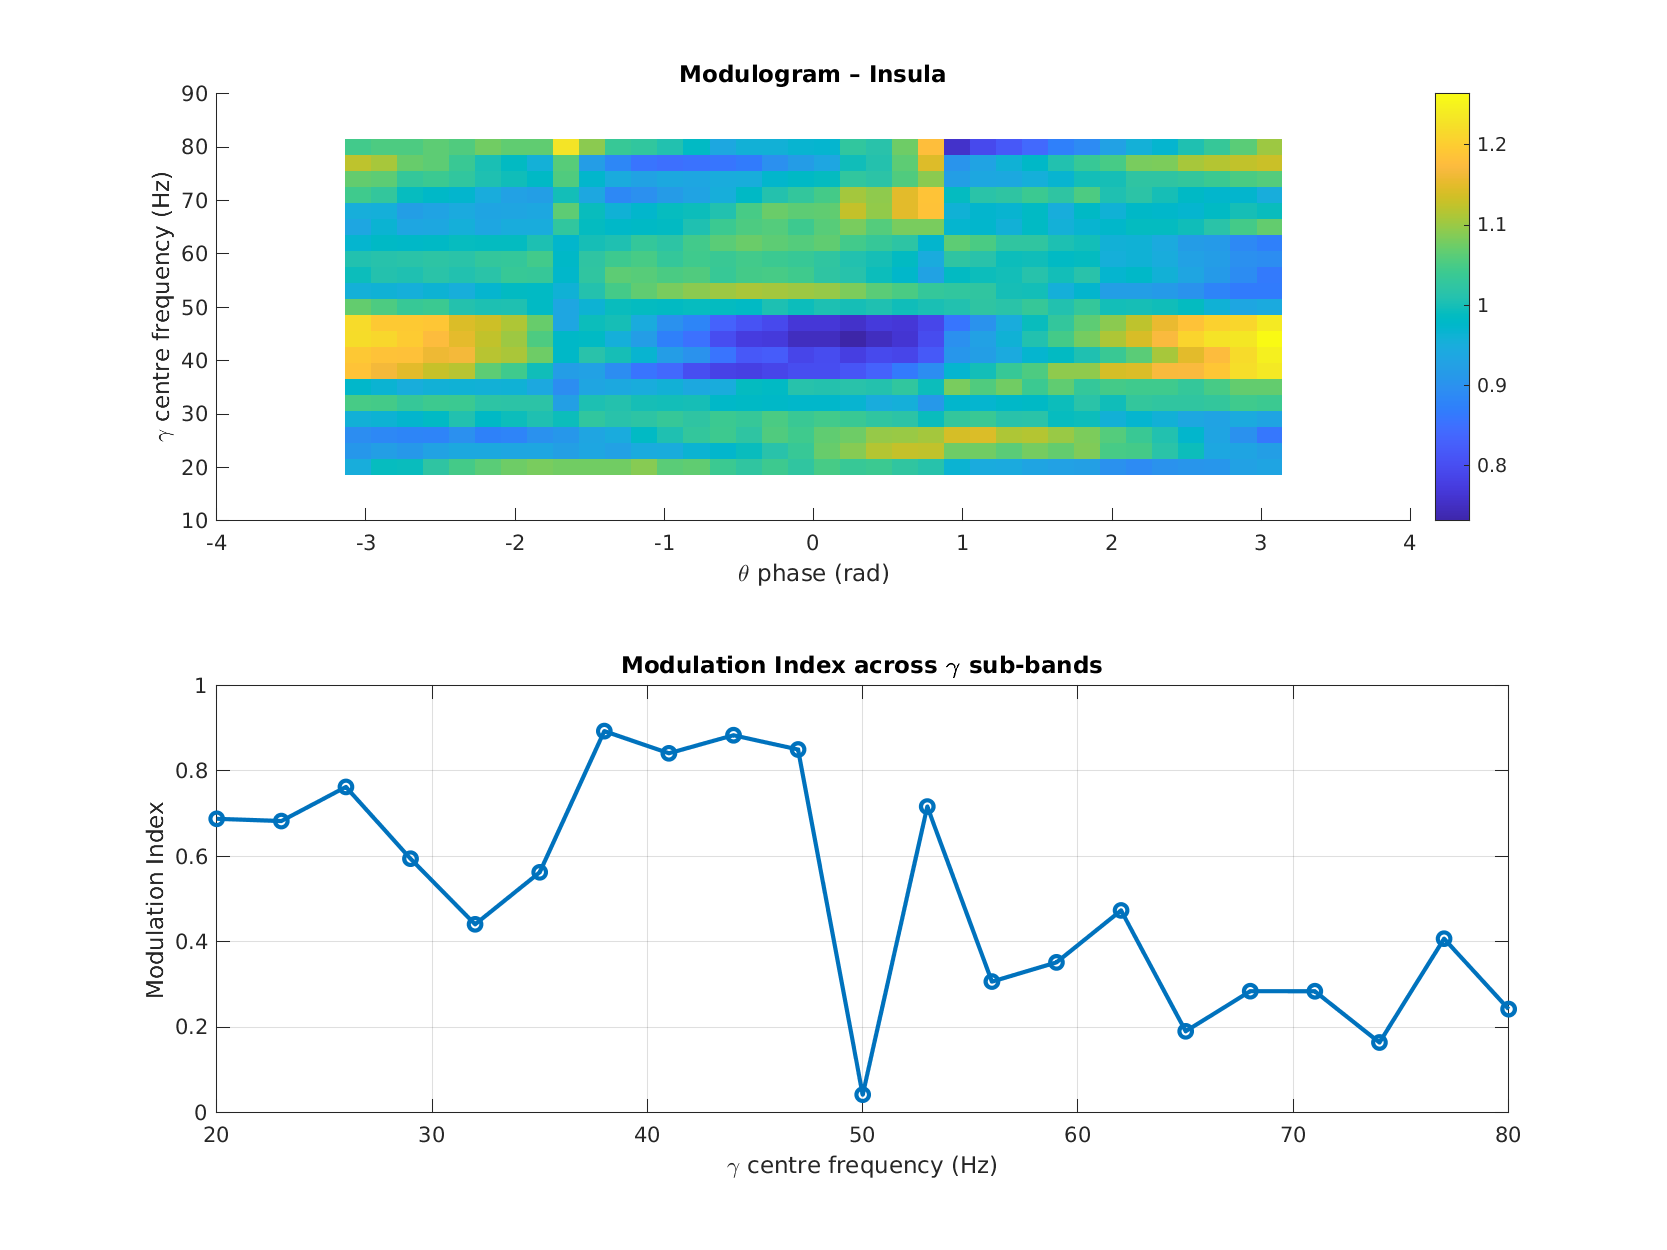 Modulogram – Insula
90
80
70
60
50
40
30
20
10
γ centre frequency (Hz)
-4 -3 -2 -1 0 1 2 3 4
θ phase (rad)
1.2
1.1
1
0.9
0.8
Modulation Index across γ sub-bands
1
0.8
0.6
0.4
0.2
0
Modulation Index
20 30 40 50 60 70 80
γ centre frequency (Hz)